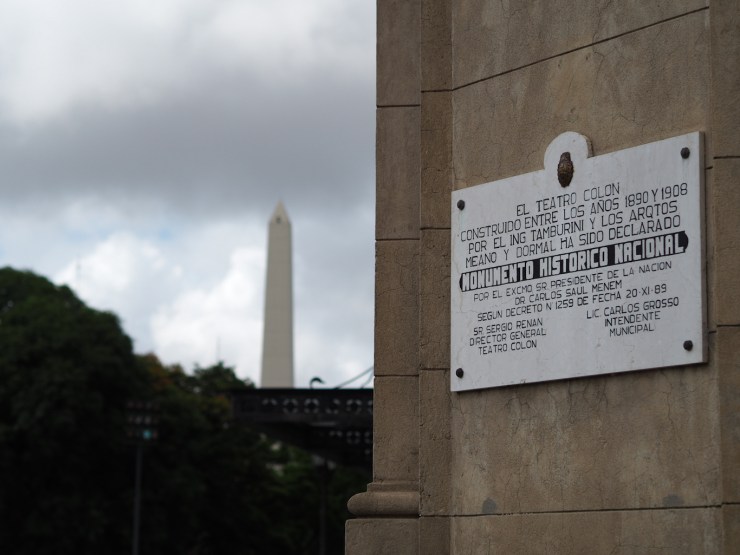 EL TEATRO COLON
CONSTRUIDO ENTRE LOS AÑOS 1890 Y 1908
POR EL ING TAMBURINI Y LOS ARQTOS
MEANO Y DORMAL HA SIDO DECLARADO
MONUMENTO HISTORICO NACIONAL
POR EL EXCMO SR. PRESIDENTE DE LA NACION
DR CARLOS SAUL MENEM
SEGUN DECRETO N 1259 DE FECHA 20·XI·89
SR SERGIO RENAN
DIRECTOR GENERAL
TEATRO COLON
LIC. CARLOS GROSSO
INTENDENTE
MUNICIPAL